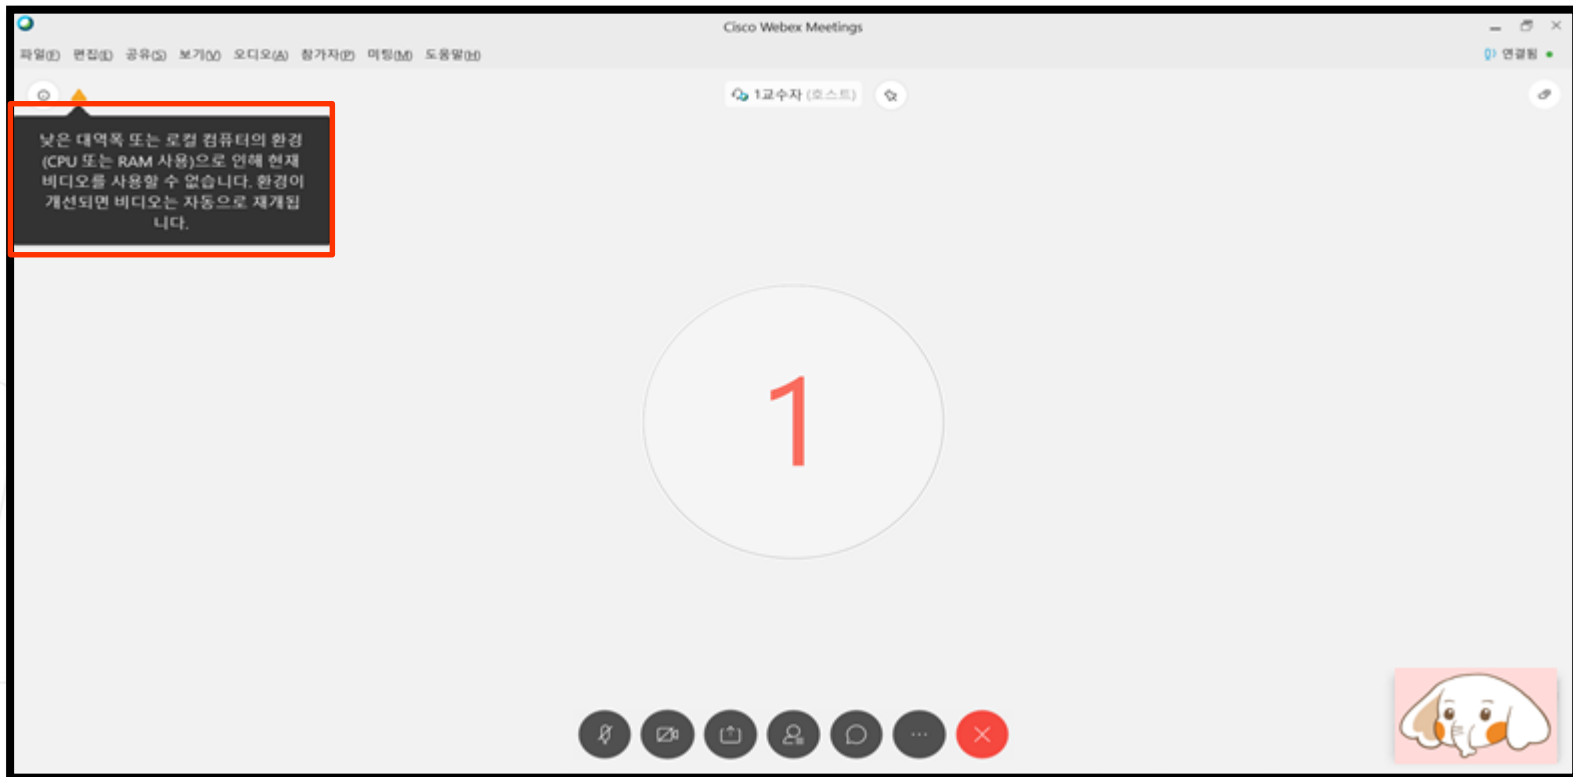 Cisco Webex Meetings
파일(F) 편집(E) 공유(S) 보기(V) 오디오(A) 참가자(P) 미팅(M) 도움말(H)
연결됨
1교수자 (호스트)
낮은 대역폭 또는 로컬 컴퓨터의 환경
(CPU 또는 RAM 사용)으로 인해 현재
비디오를 사용할 수 없습니다. 환경이
개선되면 비디오는 자동으로 재개됩
니다.
1